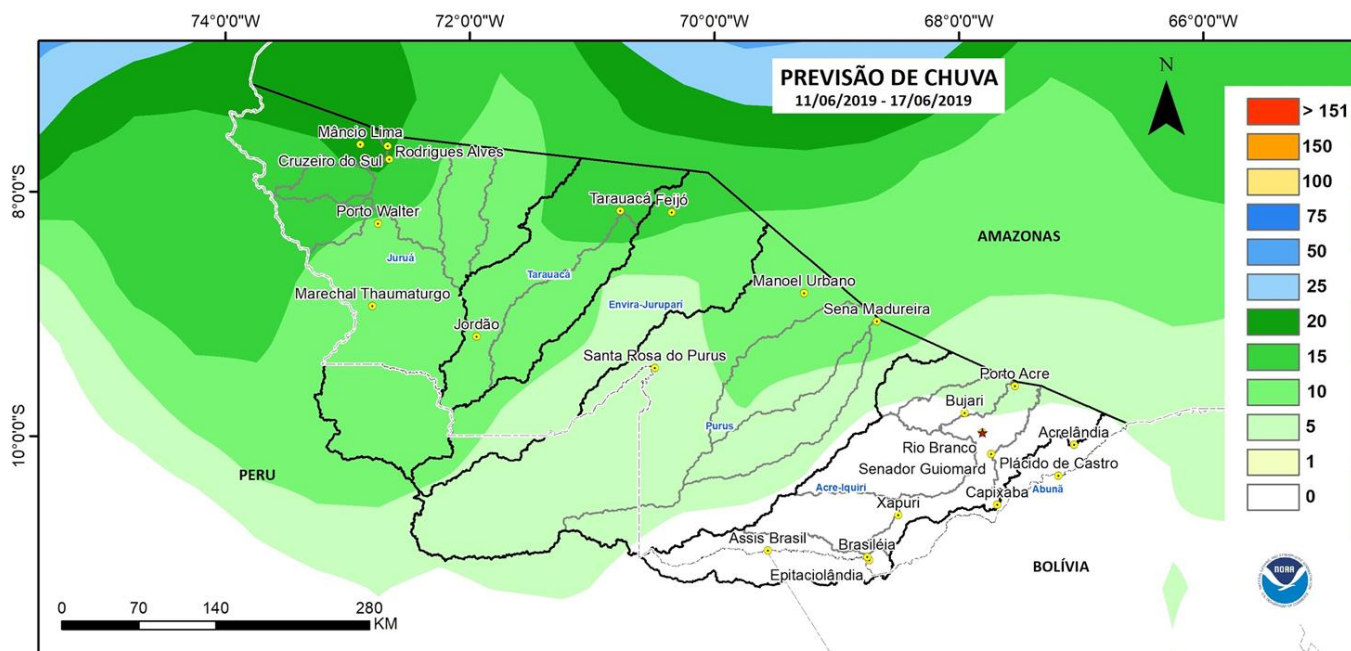 74°0'0"W
72°0'0"W
70°0'0"W
68°0'0"W
66°0'0"W
PREVISÃO DE CHUVA
11/06/2019 - 17/06/2019
N
> 151
150
100
75
50
25
20
15
10
5
1
0
8°0'0"S
10°0'0"S
Mâncio Lima
Cruzeiro do Sul
Rodrigues Alves
Porto Walter
Juruá
Marechal Thaumaturgo
Tarauacá
Feijó
Tarauacá
Jordão
Envira-Jurupari
Manoel Urbano
Sena Madureira
Santa Rosa do Purus
Purus
AMAZONAS
Porto Acre
Bujari
Rio Branco
Acrelândia
Senador Guiomard
Plácido de Castro
Acre-Iquiri
Abunã
Capixaba
Xapuri
Assis Brasil
Brasiléia
Epitaciolândia
PERU
BOLÍVIA
NOAA
0
70
140
280
KM